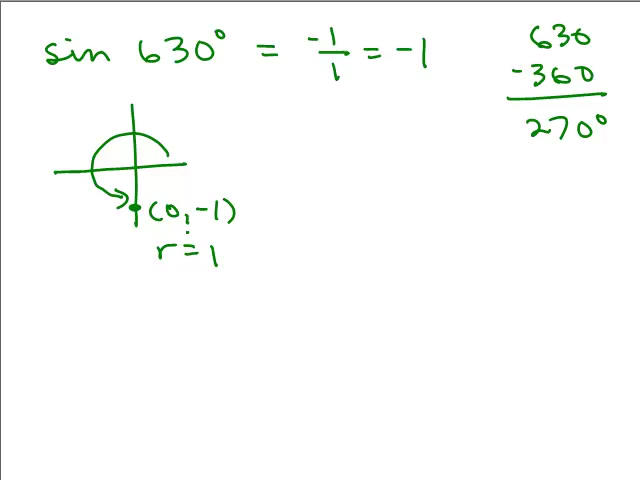 sin 630° = -1/1 = -1
630
-360
270°
(0, -1)
r = 1